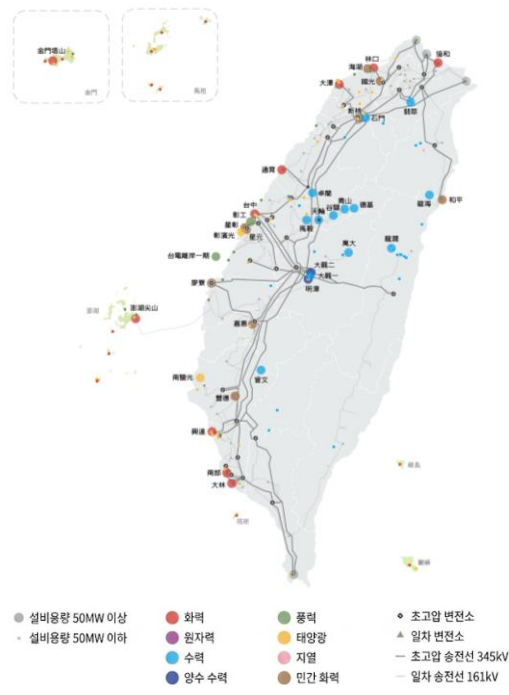 金門塔山
金門
馬祖
林口
協和
海湖
國光
大潭
新桃
石門
翡翠
通霄
卓蘭
青山
德基
谷關
天輪
馬鞍
碧海
和平
台中
彰工
星彰
彰濱光
星元
台電離岸一期
萬大
龍澗
大觀二
大觀一
明潭
麥寮
澎湖
澎湖尖山
嘉惠
南鹽光
曾文
豐德
興達
南部
大林
綠島
蘭嶼
설비용량 50MW 이상
설비용량 50MW 이하
화력
원자력
수력
양수 수력
풍력
태양광
지열
민간 화력
초고압 변전소
일차 변전소
초고압 송전선 345kV
일차 송전선 161kV